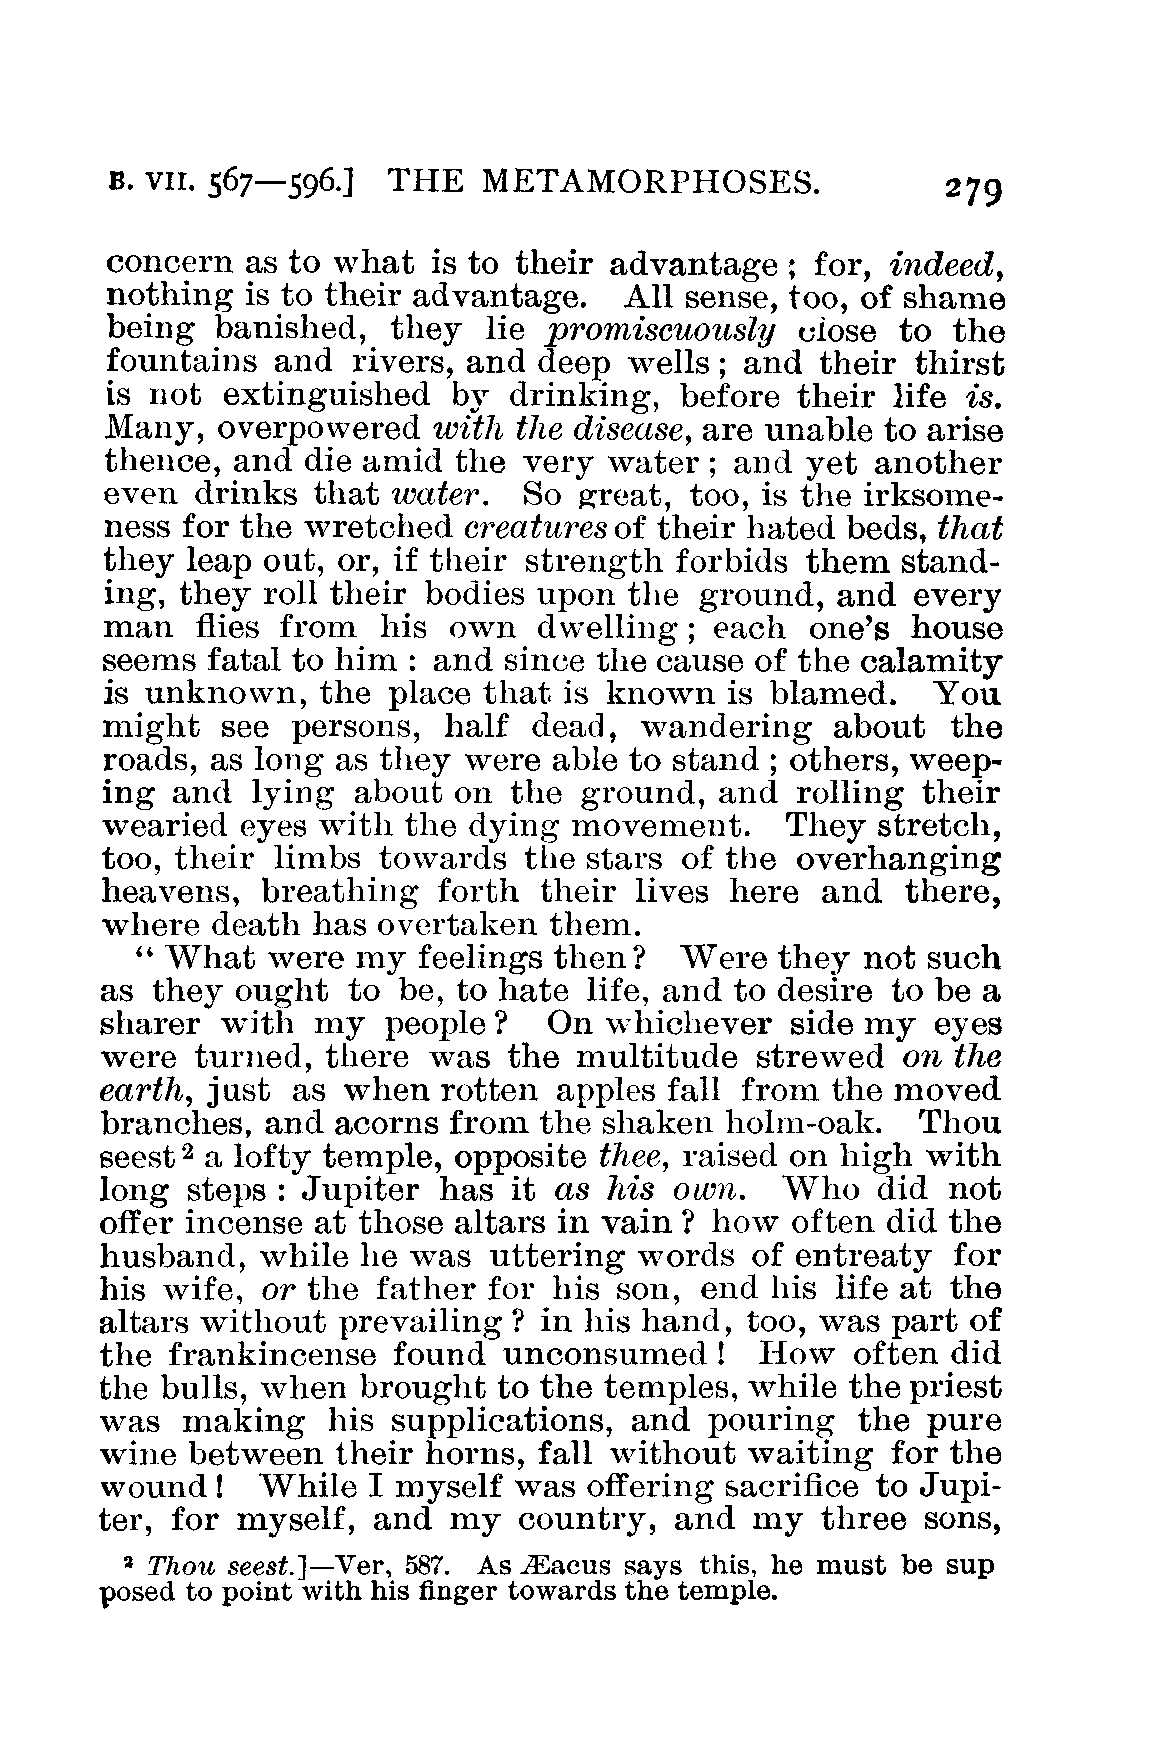 B. VII. 567—596.] THE METAMORPHOSES. 279
concern as to what is to their advantage; for, indeed,
nothing is to their advantage. All sense, too, of shame
being banished, they lie promiscuously close to the
fountains and rivers, and deep wells; and their thirst
is not extinguished by drinking, before their life is.
Many, overpowered with the disease, are unable to arise
thence, and die amid the very water; and yet another
even drinks that water. So great, too, is the irksome-
ness for the wretched creatures of their hated beds, that
they leap out, or, if their strength forbids them stand-
ing, they roll their bodies upon the ground, and every
man flies from his own dwelling; each one's house
seems fatal to him: and since the cause of the calamity
is unknown, the place that is known is blamed. You
might see persons, half dead, wandering about the
roads, as long as they were able to stand; others, weep-
ing and lying about on the ground, and rolling their
wearied eyes with the dying movement. They stretch,
too, their limbs towards the stars of the overhanging
heavens, breathing forth their lives here and there,
where death has overtaken them.
"What were my feelings then? Were they not such
as they ought to be, to hate life, and to desire to be a
sharer with my people? On whichever side my eyes
were turned, there was the multitude strewed on the
earth, just as when rotten apples fall from the moved
branches, and acorns from the shaken holm-oak. Thou
seest² a lofty temple, opposite thee, raised on high with
long steps: Jupiter has it as his own. Who did not
offer incense at those altars in vain? how often did the
husband, while he was uttering words of entreaty for
his wife, or the father for his son, end his life at the
altars without prevailing? in his hand, too, was part of
the frankincense found unconsumed! How often did
the bulls, when brought to the temples, while the priest
was making his supplications, and pouring the pure
wine between their horns, fall without waiting for the
wound! While I myself was offering sacrifice to Jupi-
ter, for myself, and my country, and my three sons,
² Thou seest.]—Ver, 587. As Æacus says this, he must be sup
posed to point with his finger towards the temple.